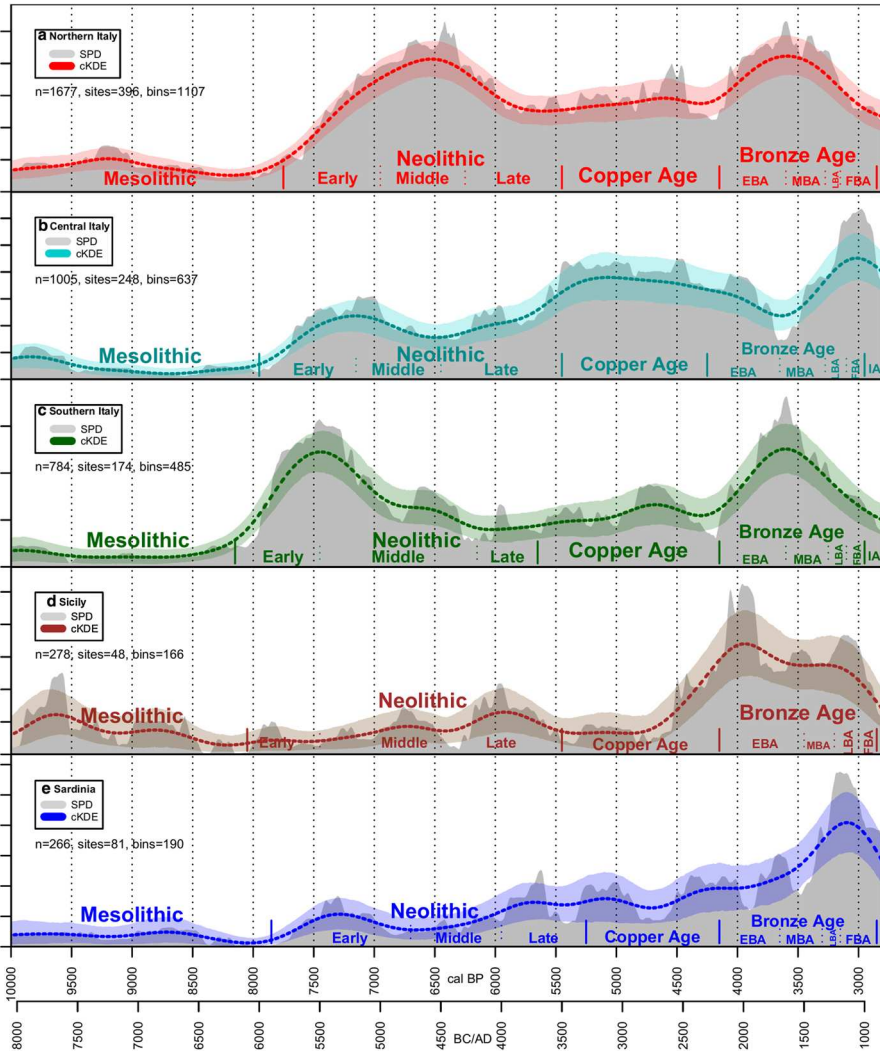 a Northern Italy
SPD
cKDE
n=1677, sites=396, bins=1107
Neolithic
Bronze Age
Mesolithic
Early
Middle
Late
Copper Age
EBA
MBA
LBA
FBA
b Central Italy
SPD
cKDE
n=1005, sites=248, bins=637
Mesolithic
Neolithic
Bronze Age
Early
Middle
Late
Copper Age
EBA
MBA
LBA
FBA
IA
c Southern Italy
SPD
cKDE
n=784, sites=174, bins=485
Mesolithic
Neolithic
Bronze Age
Early
Middle
Late
Copper Age
EBA
MBA
LBA
FBA
IA
d Sicily
SPD
cKDE
n=278, sites=48, bins=166
Neolithic
Mesolithic
Bronze Age
Early
Middle
Late
Copper Age
EBA
MBA
LBA
FBA
e Sardinia
SPD
cKDE
n=266, sites=81, bins=190
Mesolithic
Neolithic
Bronze Age
Early
Middle
Late
Copper Age
EBA
MBA
LBA
FBA
10000 9500 9000 8500 8000 7500 7000 6500 6000 5500 5000 4500 4000 3500 3000
cal BP
8000 7500 7000 6500 6000 5500 5000 4500 4000 3500 3000 2500 2000 1500 1000
BC/AD